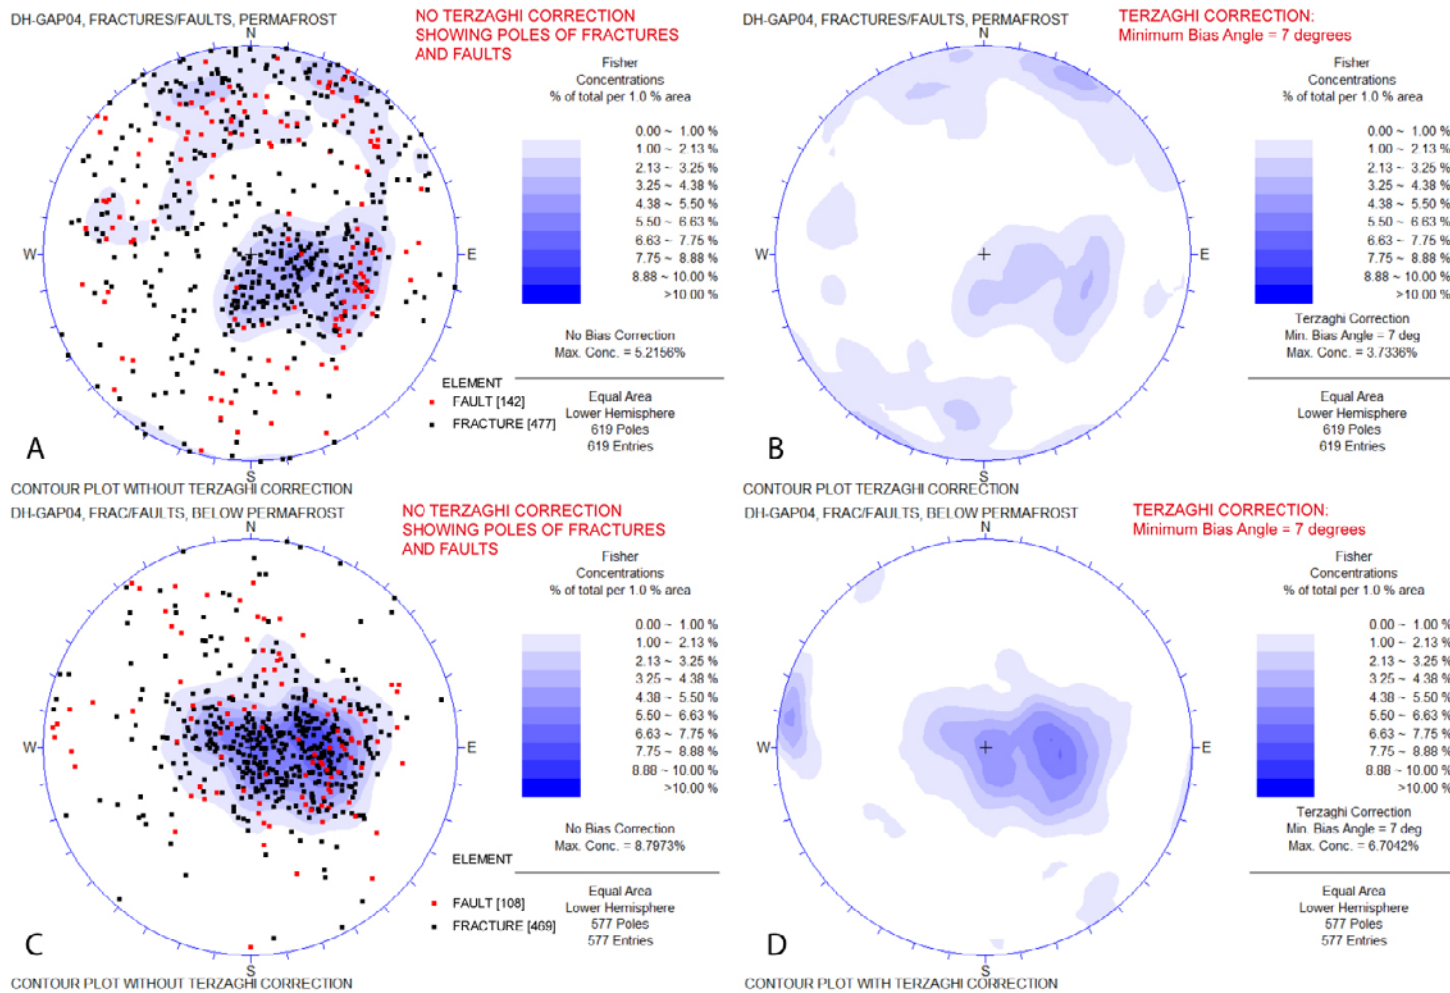 DH-GAP04, FRACTURES/FAULTS, PERMAFROST
NO TERZAGHI CORRECTION
SHOWING POLES OF FRACTURES
AND FAULTS
N
W
E
S
Fisher
Concentrations
% of total per 1.0 % area
0.00 ~ 1.00 %
1.00 ~ 2.13 %
2.13 ~ 3.25 %
3.25 ~ 4.38 %
4.38 ~ 5.50 %
5.50 ~ 6.63 %
6.63 ~ 7.75 %
7.75 ~ 8.88 %
8.88 ~ 10.00 %
>10.00 %
No Bias Correction
Max. Conc. = 5.2156%
ELEMENT
FAULT [142]
FRACTURE [477]
Equal Area
Lower Hemisphere
619 Poles
619 Entries
A
CONTOUR PLOT WITHOUT TERZAGHI CORRECTION
DH-GAP04, FRACTURES/FAULTS, PERMAFROST
TERZAGHI CORRECTION:
Minimum Bias Angle = 7 degrees
N
W
E
S
Fisher
Concentrations
% of total per 1.0 % area
0.00 ~ 1.00 %
1.00 ~ 2.13 %
2.13 ~ 3.25 %
3.25 ~ 4.38 %
4.38 ~ 5.50 %
5.50 ~ 6.63 %
6.63 ~ 7.75 %
7.75 ~ 8.88 %
8.88 ~ 10.00 %
>10.00 %
Terzaghi Correction
Min. Bias Angle = 7 deg
Max. Conc. = 3.7336%
Equal Area
Lower Hemisphere
619 Poles
619 Entries
B
CONTOUR PLOT TERZAGHI CORRECTION
DH-GAP04, FRAC/FAULTS, BELOW PERMAFROST
NO TERZAGHI CORRECTION
SHOWING POLES OF FRACTURES
AND FAULTS
N
W
E
S
Fisher
Concentrations
% of total per 1.0 % area
0.00 ~ 1.00 %
1.00 ~ 2.13 %
2.13 ~ 3.25 %
3.25 ~ 4.38 %
4.38 ~ 5.50 %
5.50 ~ 6.63 %
6.63 ~ 7.75 %
7.75 ~ 8.88 %
8.88 ~ 10.00 %
>10.00 %
No Bias Correction
Max. Conc. = 8.7973%
ELEMENT
FAULT [108]
FRACTURE [469]
Equal Area
Lower Hemisphere
577 Poles
577 Entries
C
CONTOUR PLOT WITHOUT TERZAGHI CORRECTION
DH-GAP04, FRAC/FAULTS, BELOW PERMAFROST
TERZAGHI CORRECTION:
Minimum Bias Angle = 7 degrees
N
W
E
S
Fisher
Concentrations
% of total per 1.0 % area
0.00 ~ 1.00 %
1.00 ~ 2.13 %
2.13 ~ 3.25 %
3.25 ~ 4.38 %
4.38 ~ 5.50 %
5.50 ~ 6.63 %
6.63 ~ 7.75 %
7.75 ~ 8.88 %
8.88 ~ 10.00 %
>10.00 %
Terzaghi Correction
Min. Bias Angle = 7 deg
Max. Conc. = 6.7042%
Equal Area
Lower Hemisphere
577 Poles
577 Entries
D
CONTOUR PLOT WITH TERZAGHI CORRECTION